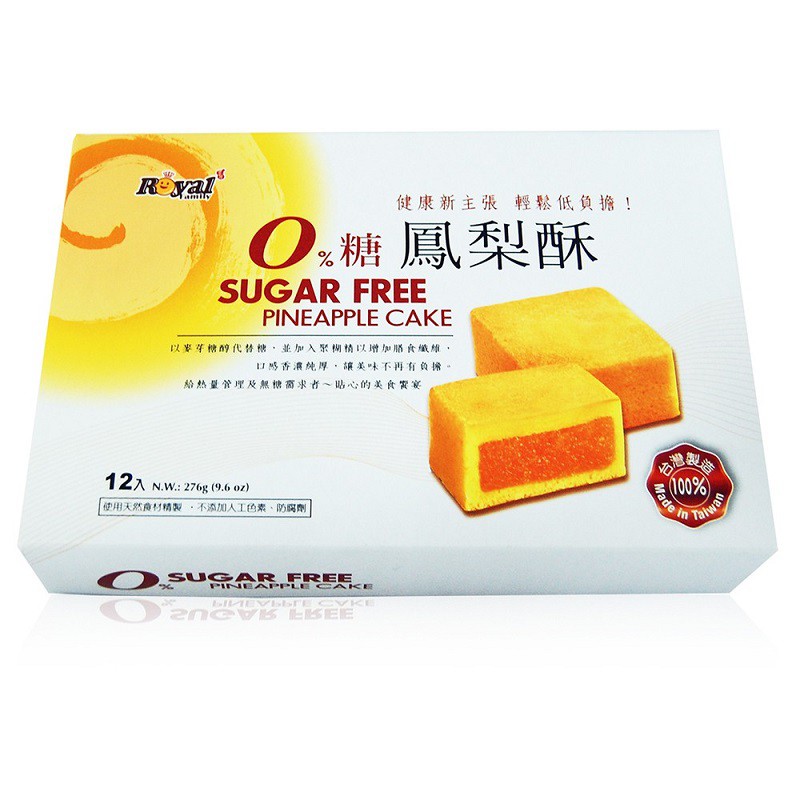 Royal
Family
健康新主張 輕鬆低負擔！
0%糖 鳳梨酥
SUGAR FREE
PINEAPPLE CAKE
以麥芽糖醇代替糖，並加入聚糊精以增加膳食纖維，
口感香濃純厚，讓美味不再有負擔。
給熱量管理及無糖需求者～貼心的美食饗宴
台灣製造
100%
Made in Taiwan
12入 N.W.: 276g (9.6 oz)
使用天然食材精製，不添加人工色素、防腐劑
0% SUGAR FREE
PINEAPPLE CAKE